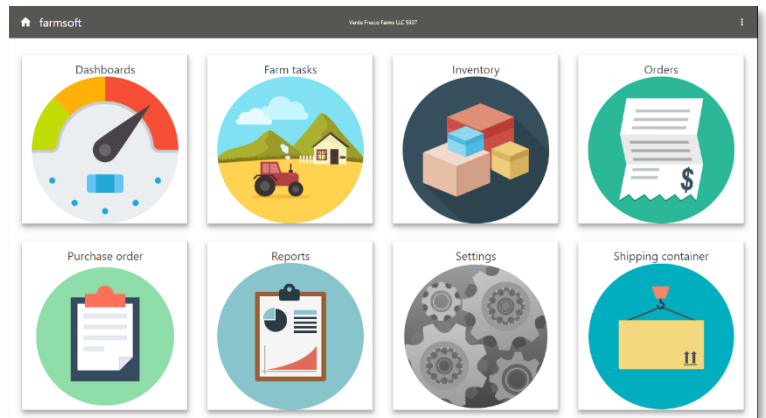 farmsoft
Verde Fresco Farms LLC 5937
Dashboards
Farm tasks
Inventory
Orders
$
Purchase order
Reports
Settings
Shipping container